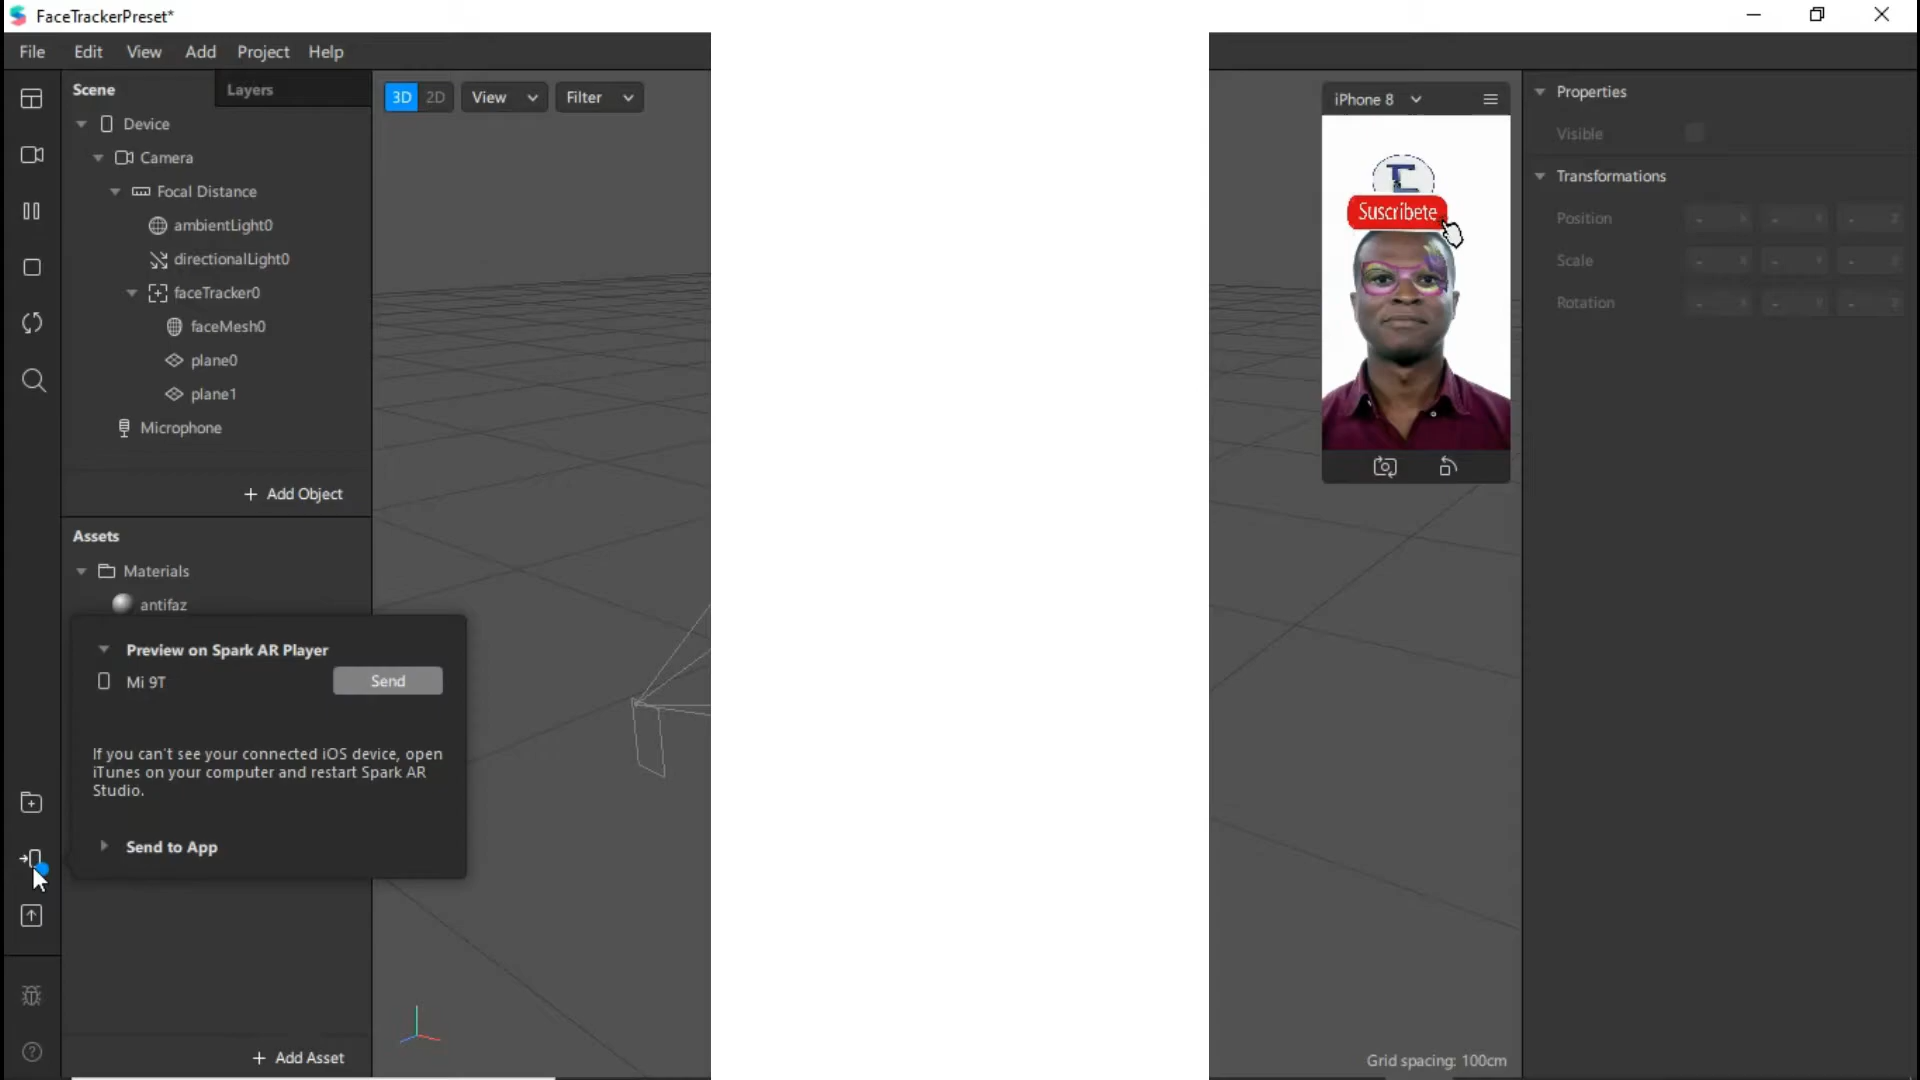 FaceTrackerPreset*
File Edit View Add Project Help
Scene Layers
Device
Camera
Focal Distance
ambientLight0
directionalLight0
faceTracker0
faceMesh0
plane0
plane1
Microphone
+ Add Object
Assets
Materials
antifaz
Preview on Spark AR Player
Mi 9T Send
If you can't see your connected iOS device, open
iTunes on your computer and restart Spark AR
Studio.
Send to App
+ Add Asset
3D 2D View Filter
iPhone 8
Suscribete
Grid spacing: 100cm
Properties
Visible
Transformations
Position
Scale
Rotation